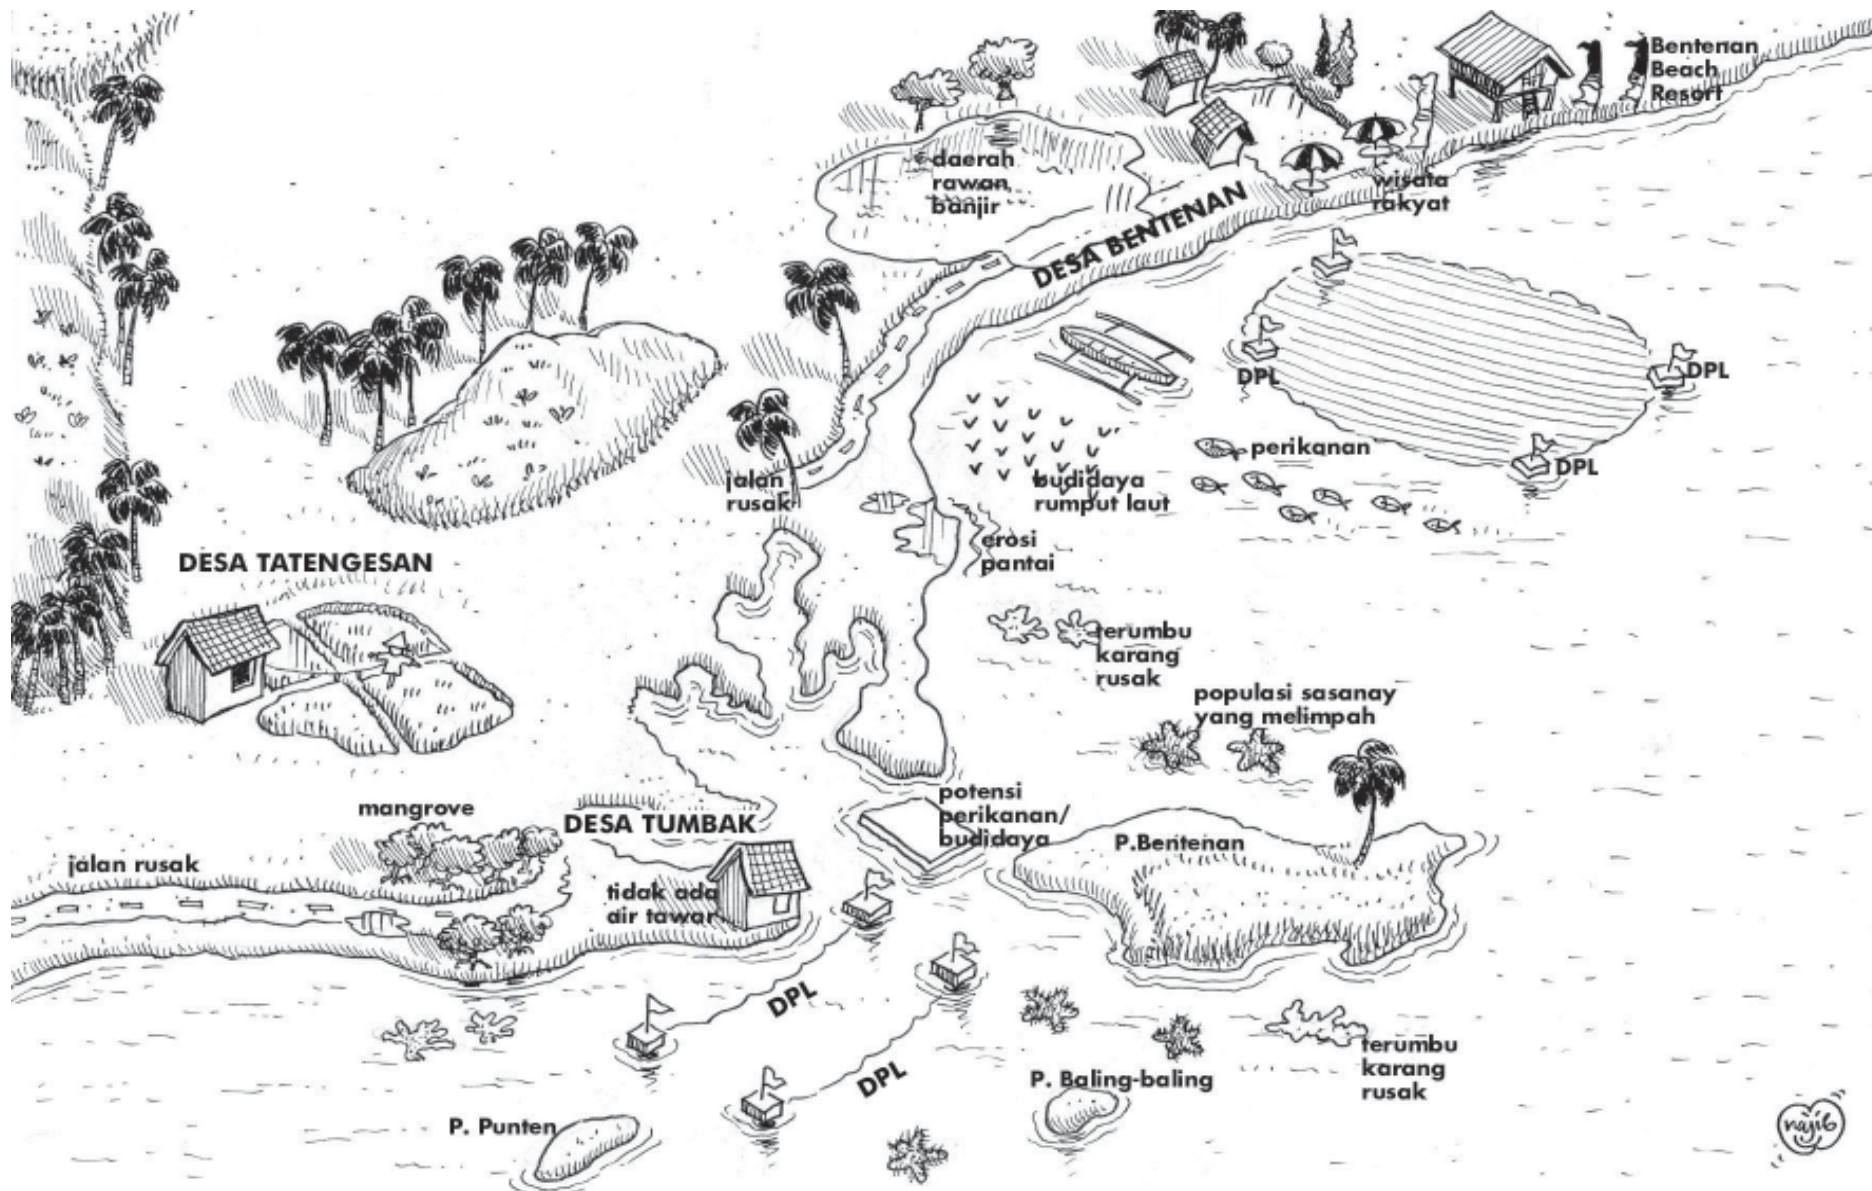 Bentenan
Beach
Resort
daerah
rawan
banjir
wisata
rakyat
DESA BENTENAN
DPL
DPL
DPL
perikanan
jalan
rusak
budidaya
rumput laut
erosi
pantai
DESA TATENGESAN
terumbu
karang
rusak
populasi sasanay
yang melimpah
mangrove
DESA TUMBAK
potensi
perikanan/
budidaya
P.Bentenan
jalan rusak
tidak ada
air tawar
DPL
DPL
terumbu
karang
rusak
P. Baling-baling
P. Punten
najib